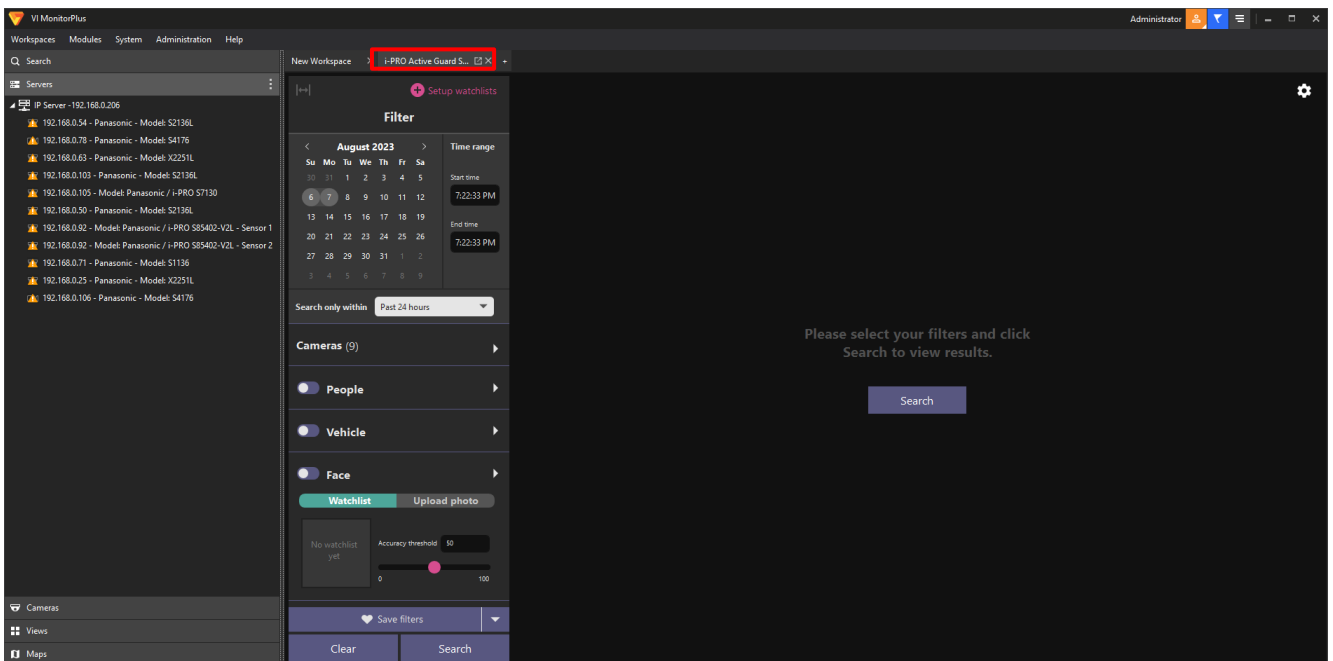 VI MonitorPlus
Administrator
Workspaces Modules System Administration Help
Search
New Workspace
i-PRO Active Guard S...
Servers
IP Server -192.168.0.206
192.168.0.54 - Panasonic - Model: S2136L
192.168.0.78 - Panasonic - Model: S4176
192.168.0.63 - Panasonic - Model: X2251L
192.168.0.103 - Panasonic - Model: S2136L
192.168.0.105 - Model: Panasonic / i-PRO S7130
192.168.0.50 - Panasonic - Model: S2136L
192.168.0.92 - Model: Panasonic / i-PRO S85402-V2L - Sensor 1
192.168.0.92 - Model: Panasonic / i-PRO S85402-V2L - Sensor 2
192.168.0.71 - Panasonic - Model: S1136
192.168.0.25 - Panasonic - Model: X2251L
192.168.0.106 - Panasonic - Model: S4176
Cameras
Views
Maps
Setup watchlists
Filter
August 2023
Su Mo Tu We Th Fr Sa
30 31 1 2 3 4 5
6 7 8 9 10 11 12
13 14 15 16 17 18 19
20 21 22 23 24 25 26
27 28 29 30 31 1 2
3 4 5 6 7 8 9
Time range
Start time
7:22:33 PM
End time
7:22:33 PM
Search only within Past 24 hours
Cameras (9)
People
Vehicle
Face
Watchlist Upload photo
No watchlist
yet
Accuracy threshold 50
0 100
Save filters
Clear Search
Please select your filters and click
Search to view results.
Search